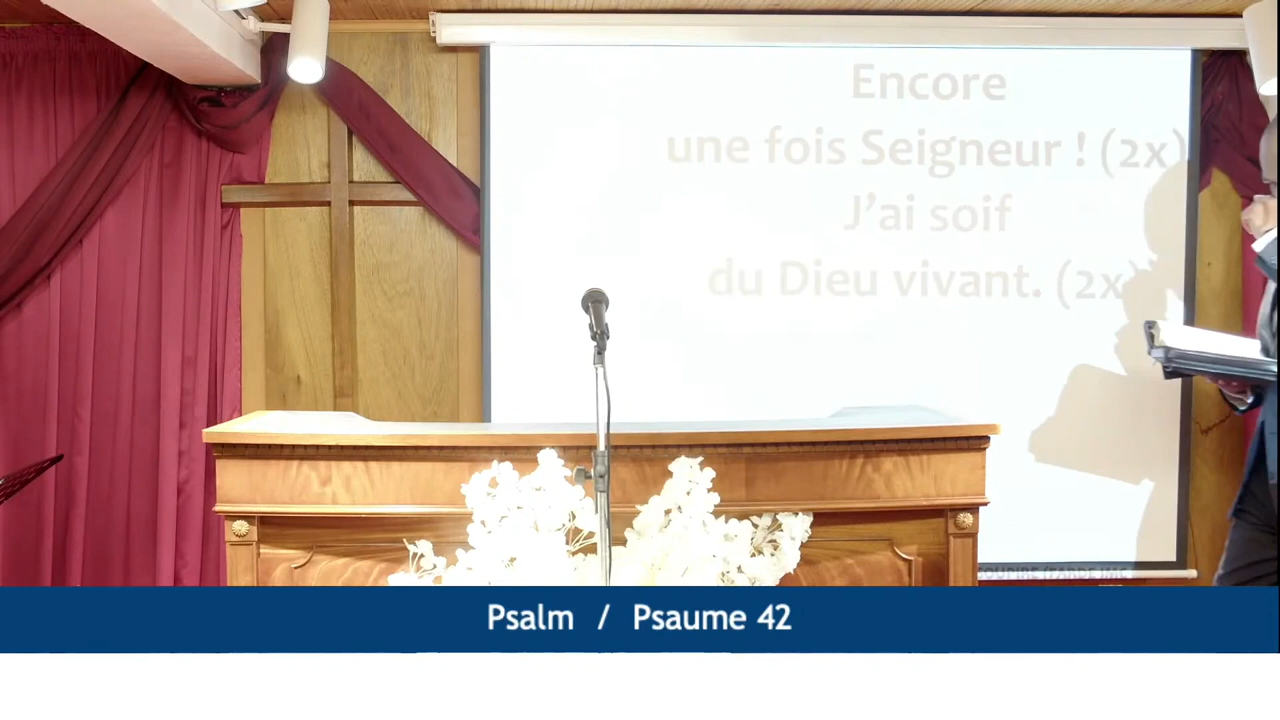 Encore
une fois Seigneur ! (2x)
J'ai soif
du Dieu vivant. (2x)
Psalm / Psaume 42